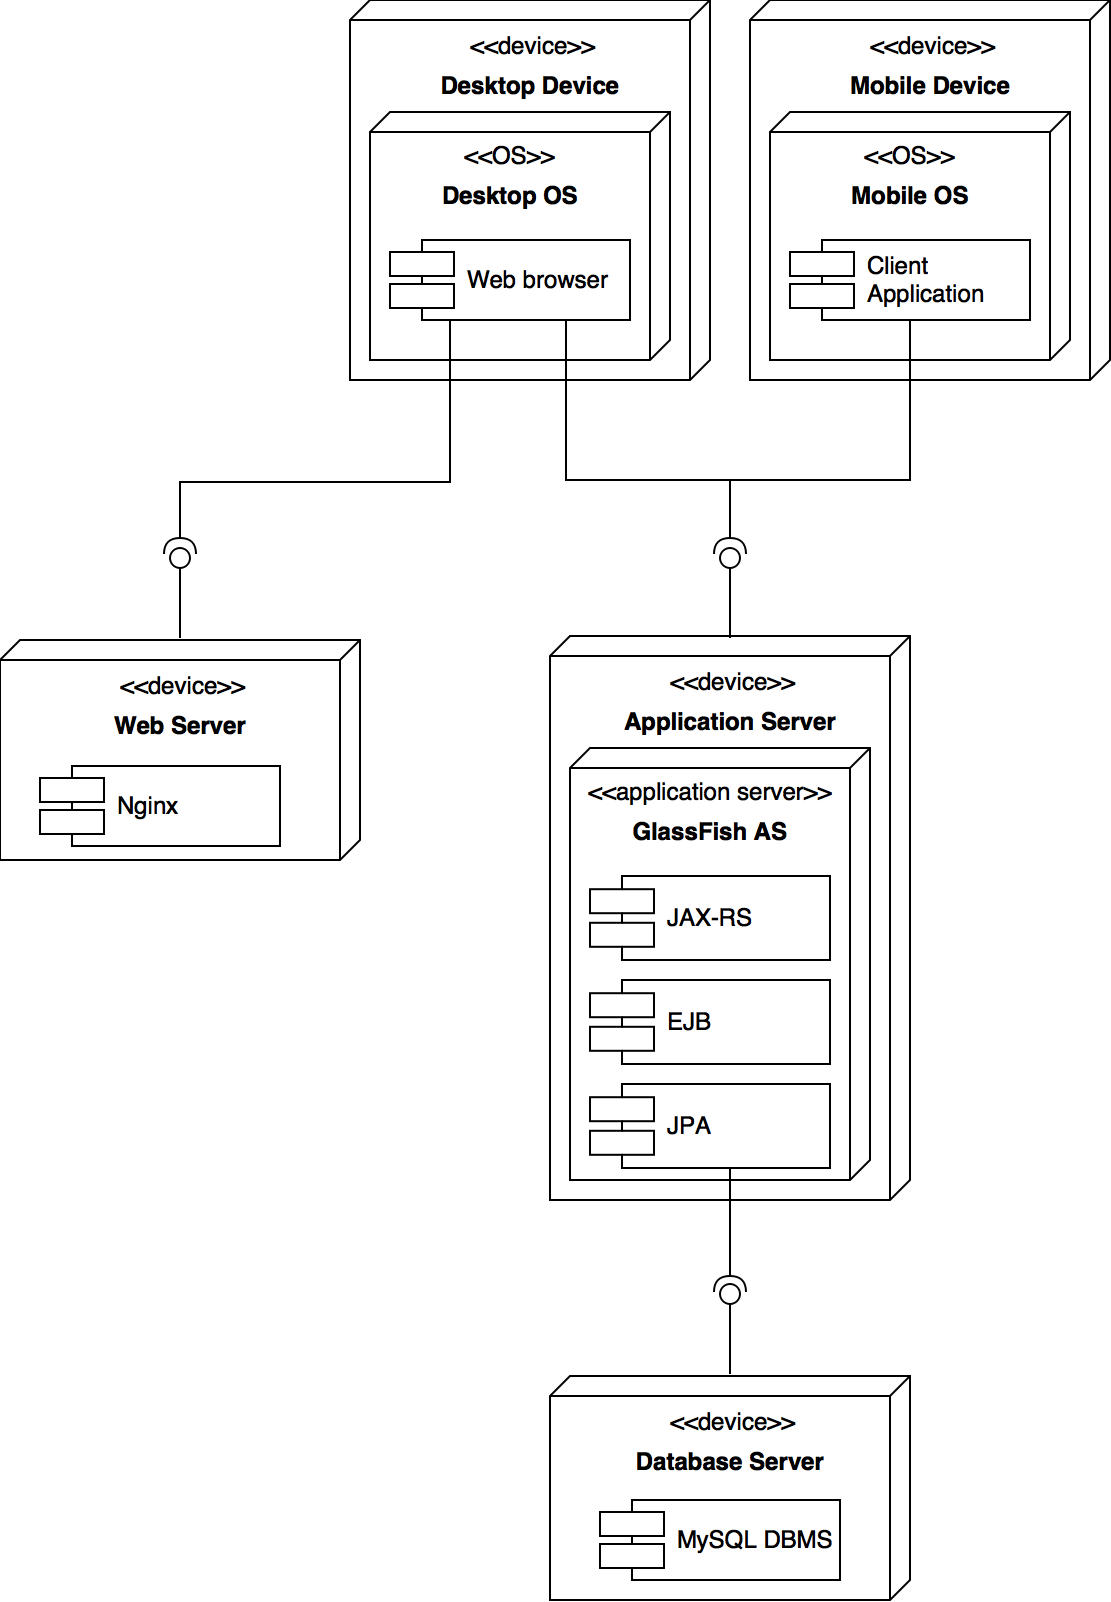 <<device>>
Desktop Device
<<OS>>
Desktop OS
Web browser
<<device>>
Mobile Device
<<OS>>
Mobile OS
Client
Application
<<device>>
Web Server
Nginx
<<device>>
Application Server
<<application server>>
GlassFish AS
JAX-RS
EJB
JPA
<<device>>
Database Server
MySQL DBMS